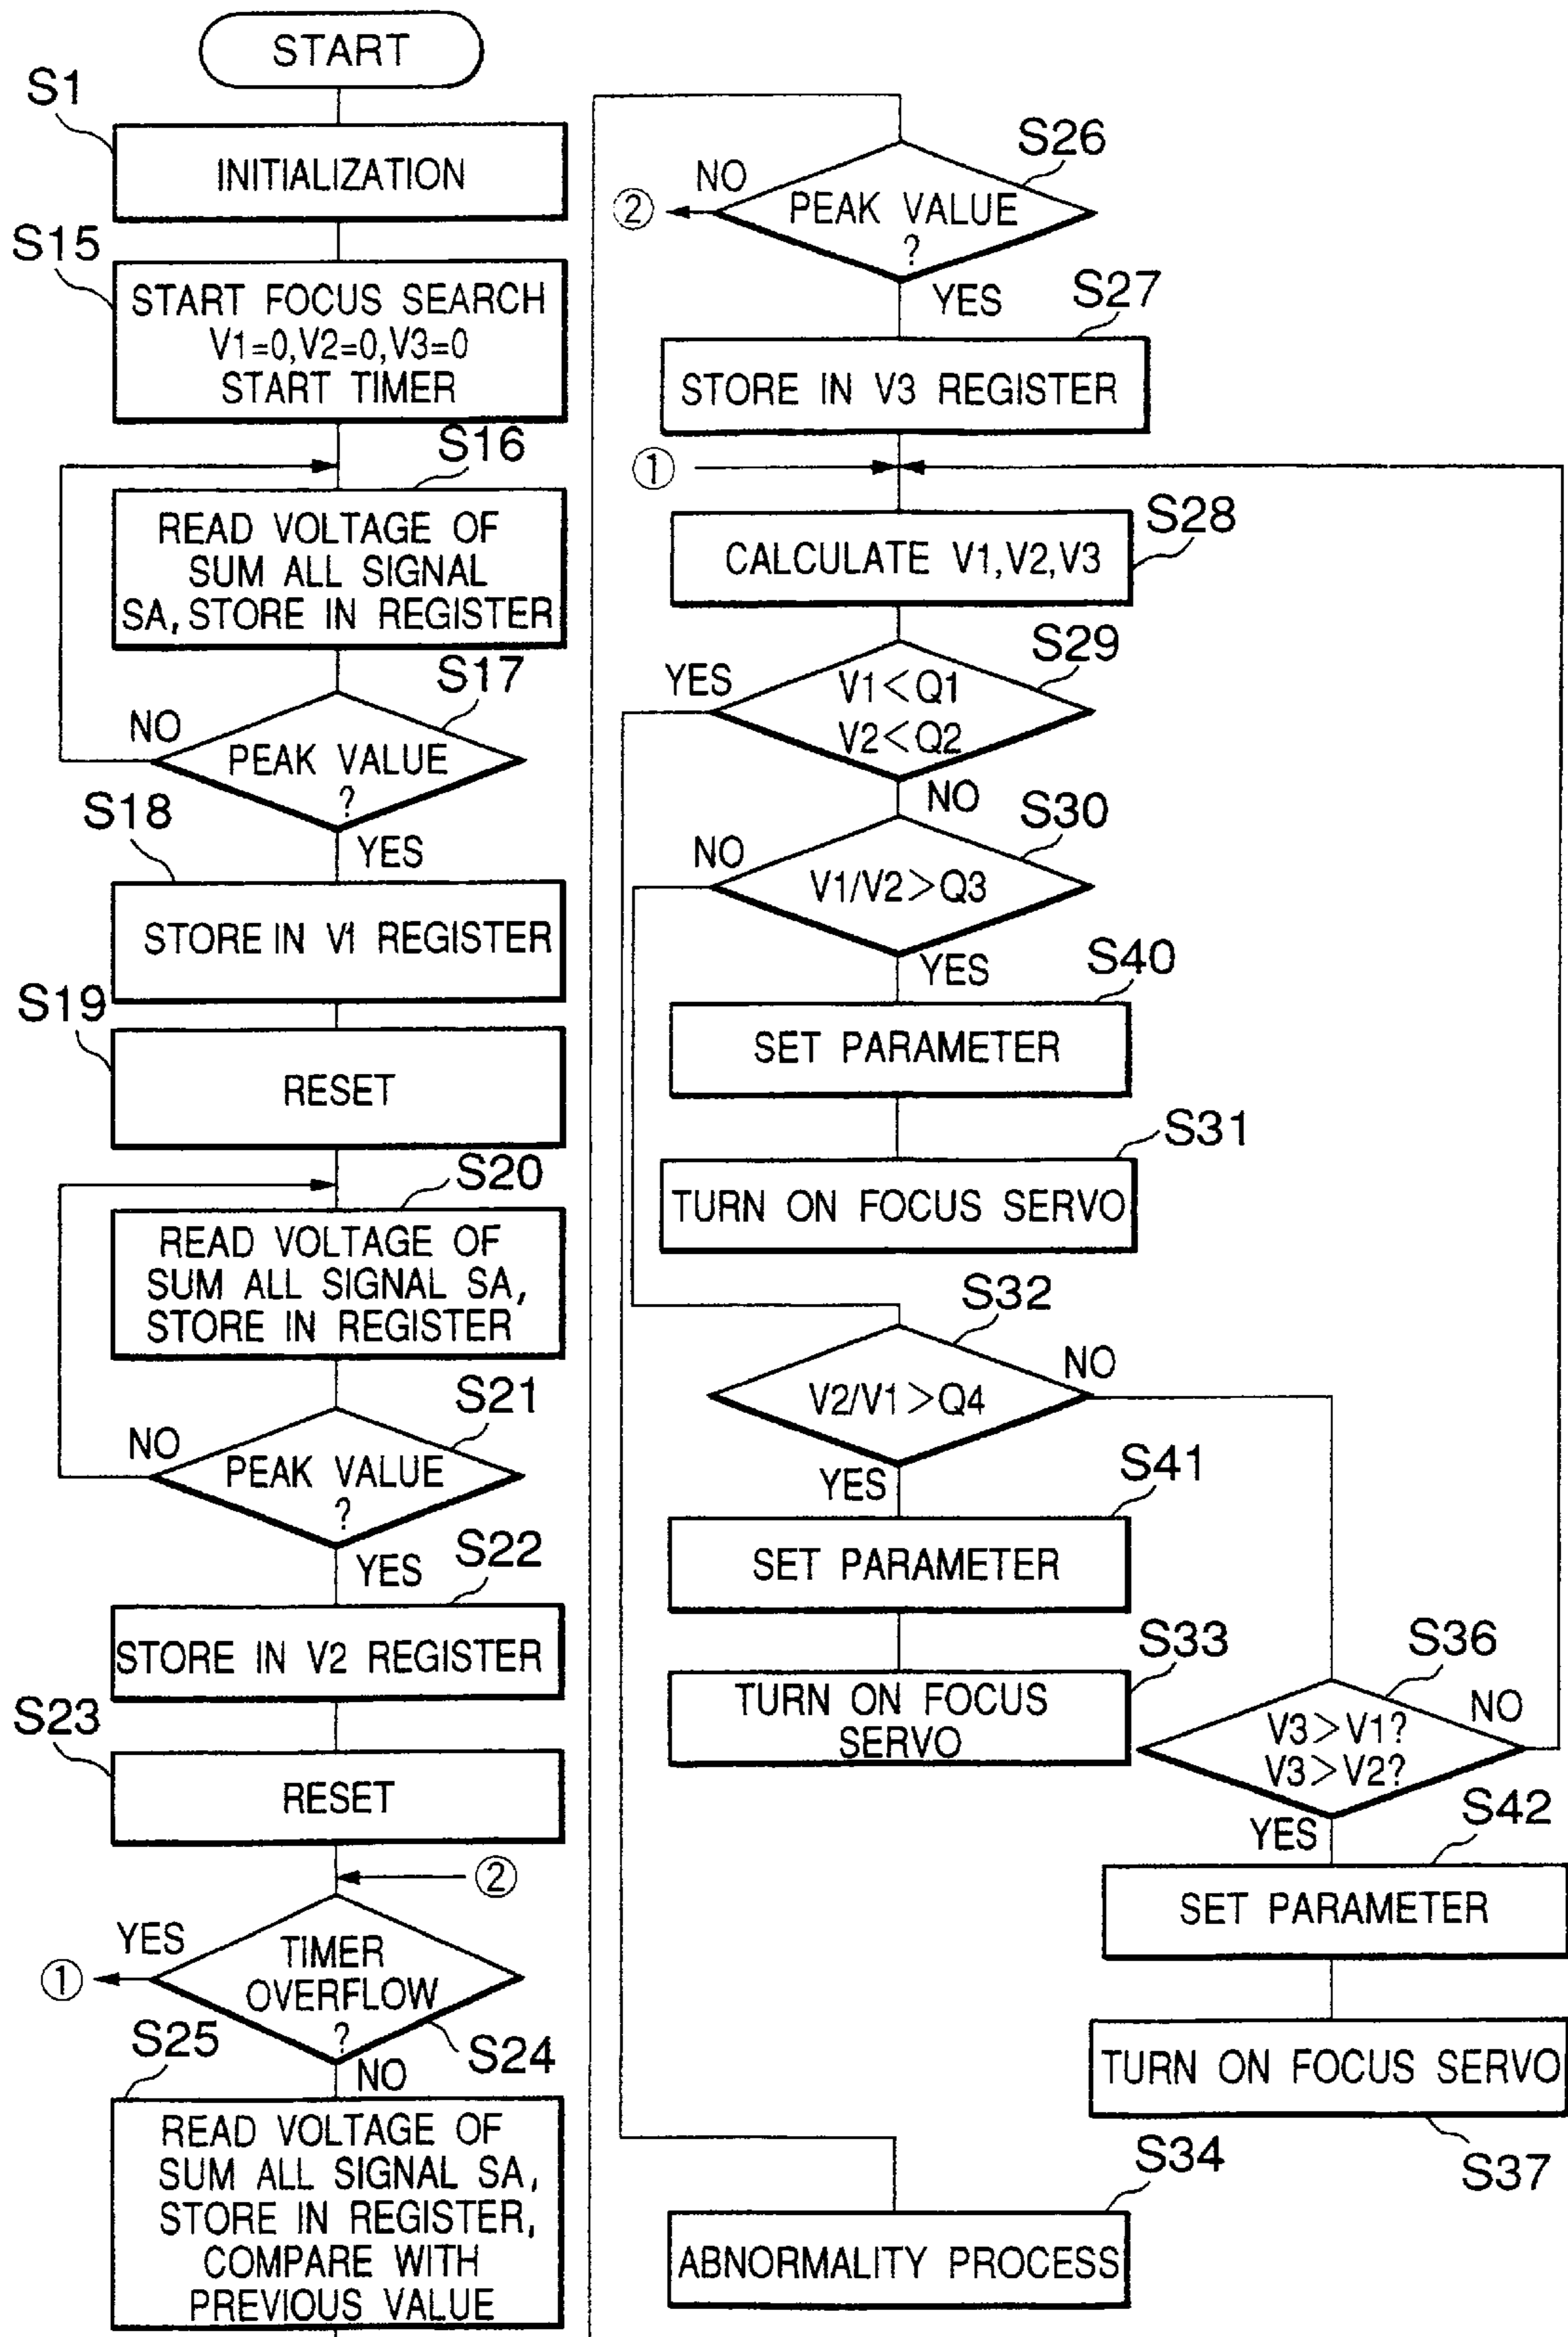 START
S1
INITIALIZATION
S15
START FOCUS SEARCH
V1=0,V2=0,V3=0
START TIMER
S16
READ VOLTAGE OF
SUM ALL SIGNAL
SA, STORE IN REGISTER
S17
NO
PEAK VALUE
?
S18
YES
STORE IN V1 REGISTER
S19
RESET
S20
READ VOLTAGE OF
SUM ALL SIGNAL SA,
STORE IN REGISTER
S21
NO
PEAK VALUE
?
YES
S22
STORE IN V2 REGISTER
S23
RESET
②
YES
TIMER
OVERFLOW
?
①
S24
NO
S25
READ VOLTAGE OF
SUM ALL SIGNAL SA,
STORE IN REGISTER,
COMPARE WITH
PREVIOUS VALUE
S26
NO
②
PEAK VALUE
?
YES
S27
STORE IN V3 REGISTER
①
S28
CALCULATE V1,V2,V3
S29
YES
V1<Q1
V2<Q2
NO
S30
NO
V1/V2>Q3
YES
S40
SET PARAMETER
S31
TURN ON FOCUS SERVO
S32
NO
V2/V1>Q4
YES
S41
SET PARAMETER
S33
TURN ON FOCUS
SERVO
S36
NO
V3>V1?
V3>V2?
YES
S42
SET PARAMETER
TURN ON FOCUS SERVO
S37
S34
ABNORMALITY PROCESS